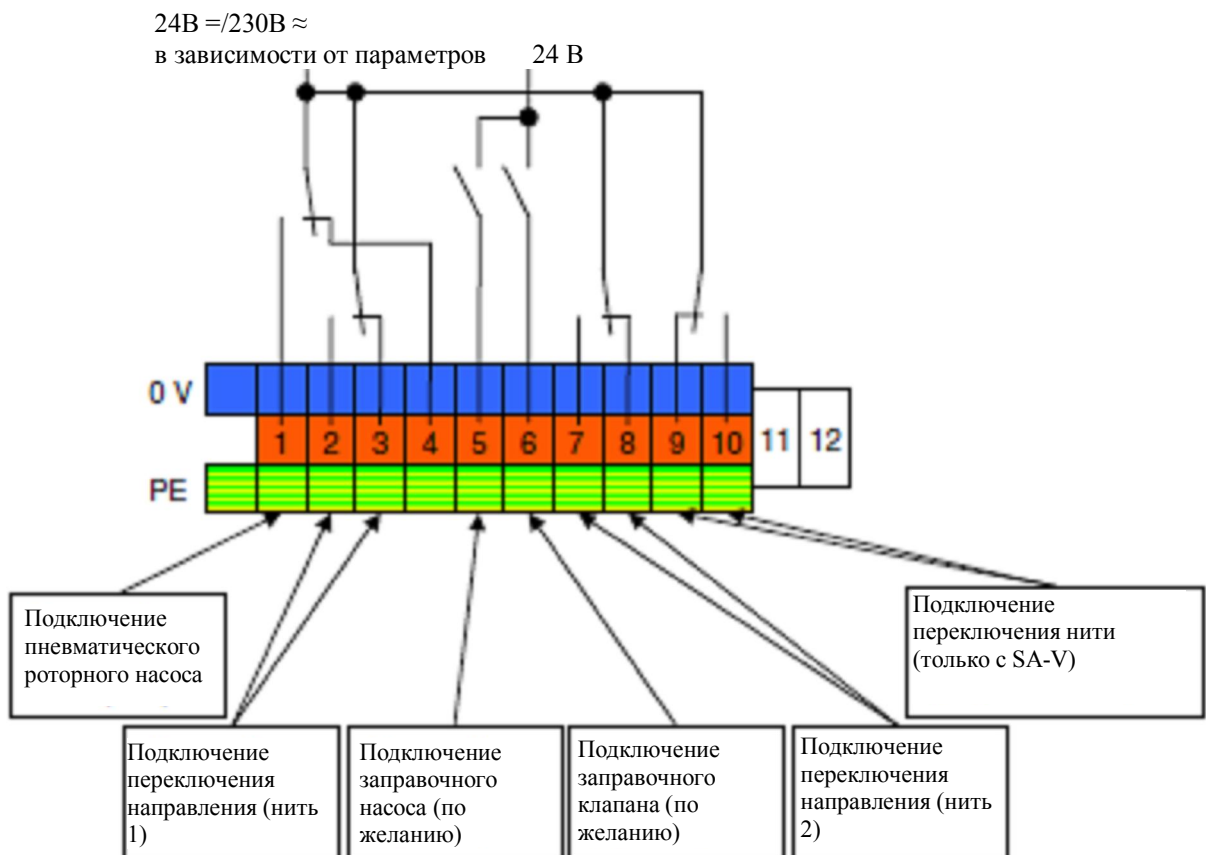 24В =/230В ≈
в зависимости от параметров 24 В
0 V
1 2 3 4 5 6 7 8 9 10 11 12
PE
Подключение
пневматического
роторного насоса
Подключение
переключения нити
(только с SA-V)
Подключение
переключения
направления (нить
1)
Подключение
заправочного
насоса (по
желанию)
Подключение
заправочного
клапана (по
желанию)
Подключение
переключения
направления (нить
2)